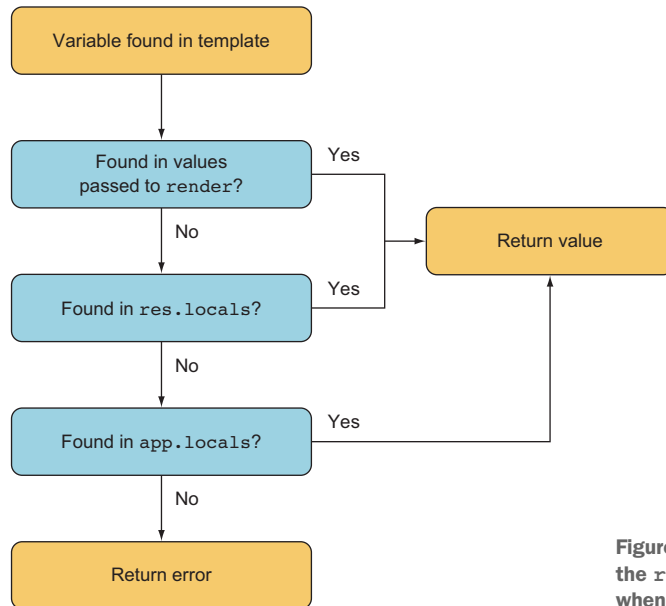 Variable found in template
Found in values
passed to render?
Yes
No
Return value
Found in res.locals?
Yes
No
Found in app.locals?
Yes
No
Return error
Figure
the r
when